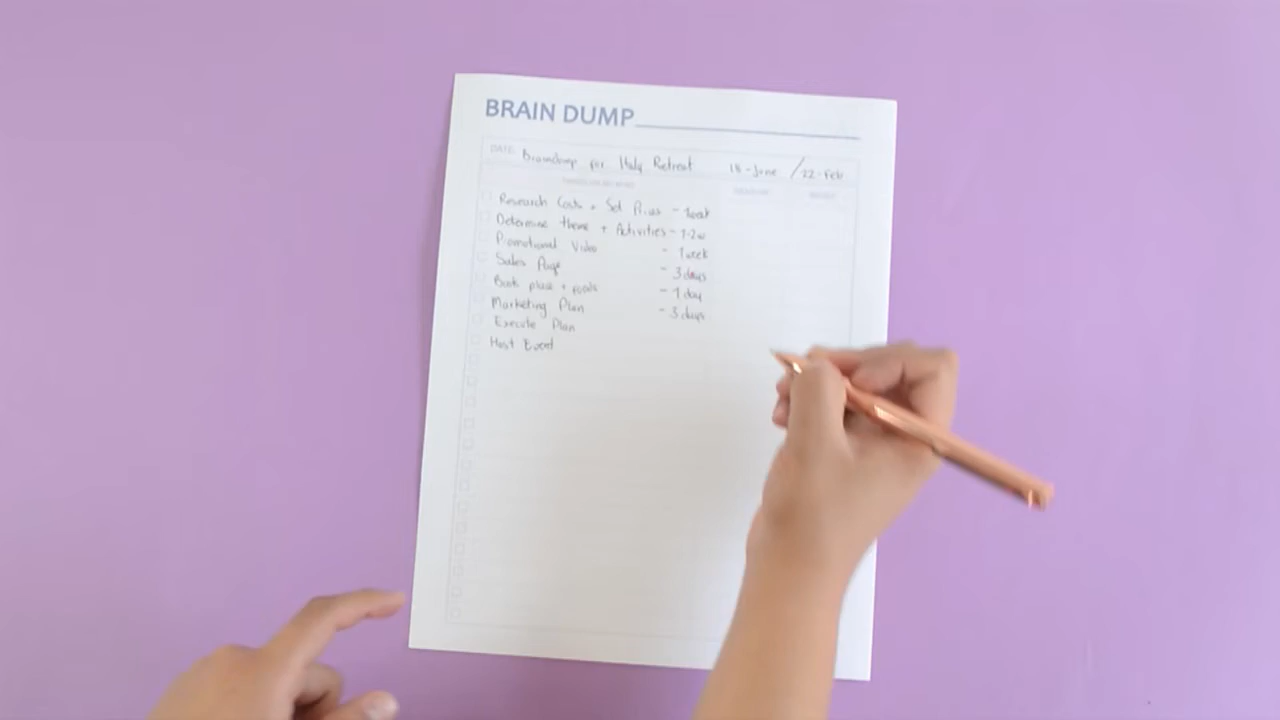 BRAIN DUMP
DATE: Braindump for Italy Retreat 18-June / 22-Feb
Research Costs + Set Prices - 1 week
Determine theme + Activities - 1-2w
Promotional Video - 1 week
Sales Page - 3 days
Book place + foods - 1 day
Marketing Plan - 3 days
Execute Plan
Host Event